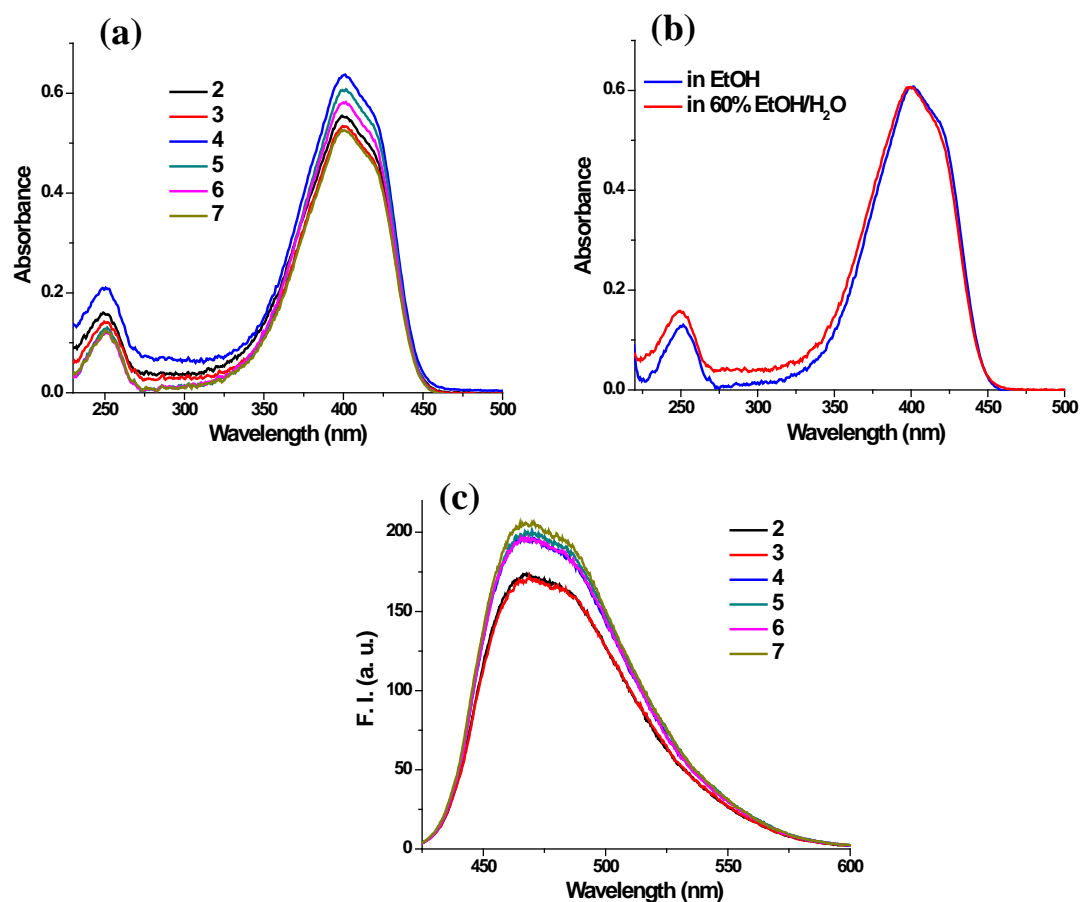 (a)
Absorbance
0.6
0.4
0.2
0.0
2
3
4
5
6
7
250 300 350 400 450 500
Wavelength (nm)
(b)
Absorbance
0.6
0.4
0.2
0.0
in EtOH
in 60% EtOH/H₂O
250 300 350 400 450 500
Wavelength (nm)
(c)
F. I. (a. u.)
200
150
100
50
0
2
3
4
5
6
7
450 500 550 600
Wavelength (nm)